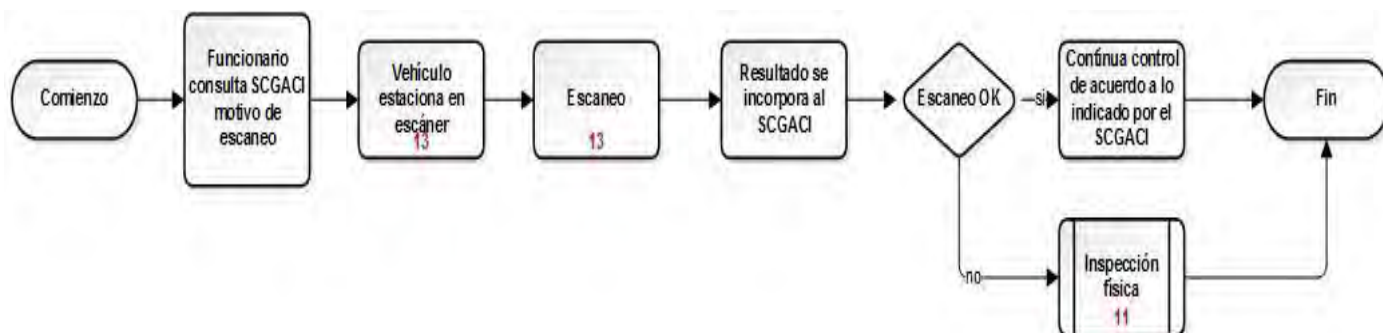 Comienzo
Funcionario
consulta SCGACI
motivo de
escaneo
Vehículo
estaciona en
escáner
13
Escaneo
13
Resultado se
incorpora al
SCGACI
Escaneo OK
si
Continua control
de acuerdo a lo
indicado por el
SCGACI
Fin
no
Inspección
física
11